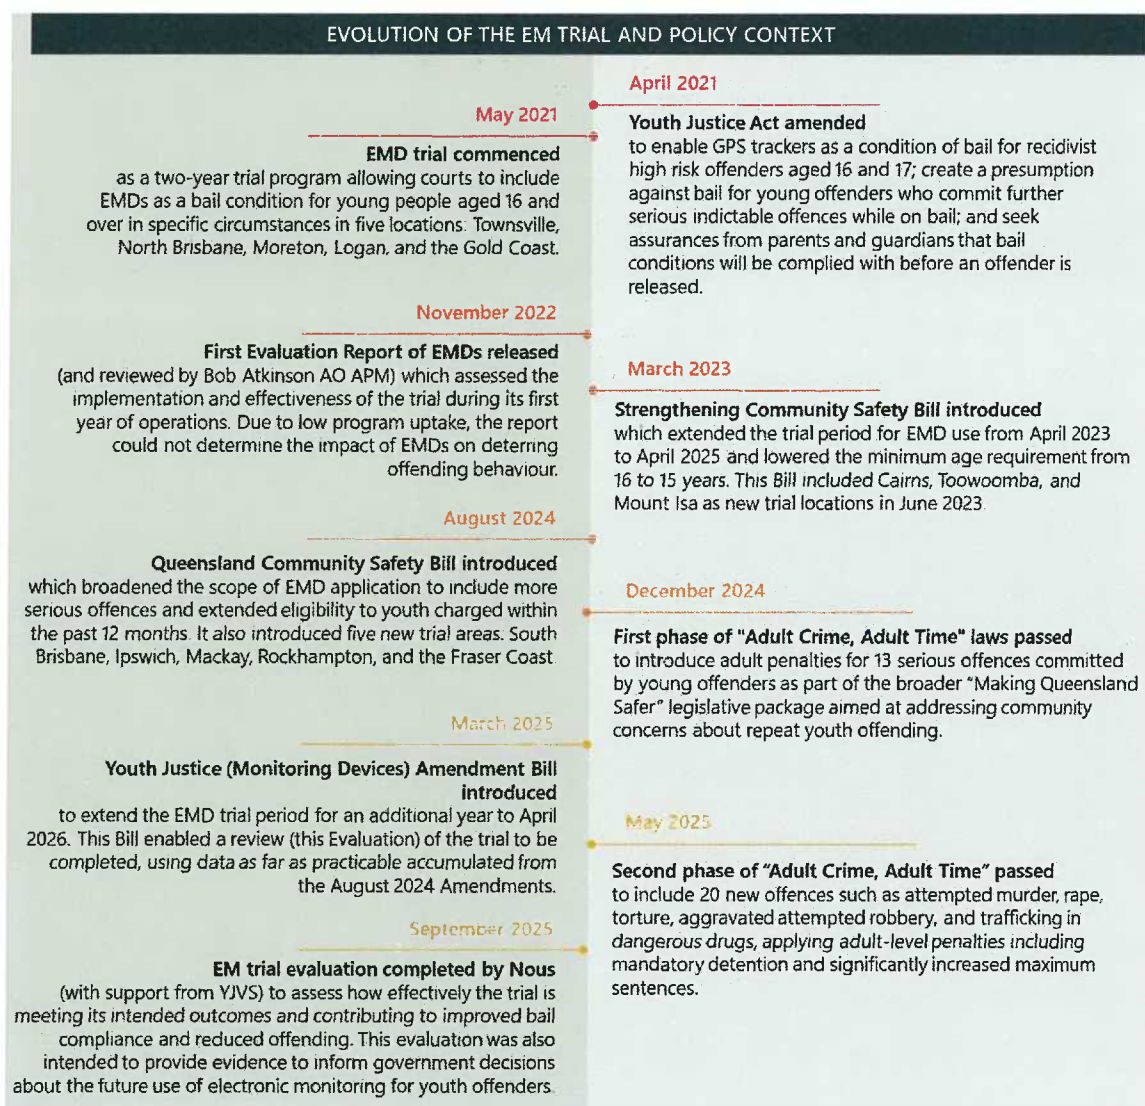 EVOLUTION OF THE EM TRIAL AND POLICY CONTEXT
April 2021
Youth Justice Act amended
to enable GPS trackers as a condition of bail for recidivist
high risk offenders aged 16 and 17; create a presumption
against bail for young offenders who commit further
serious indictable offences while on bail; and seek
assurances from parents and guardians that bail
conditions will be complied with before an offender is
released.
May 2021
EMD trial commenced
as a two-year trial program allowing courts to include
EMDs as a bail condition for young people aged 16 and
over in specific circumstances in five locations: Townsville,
North Brisbane, Moreton, Logan, and the Gold Coast.
November 2022
First Evaluation Report of EMDs released
(and reviewed by Bob Atkinson AO APM) which assessed the
implementation and effectiveness of the trial during its first
year of operations. Due to low program uptake, the report
could not determine the impact of EMDs on deterring
offending behaviour.
March 2023
Strengthening Community Safety Bill introduced
which extended the trial period for EMD use from April 2023
to April 2025 and lowered the minimum age requirement from
16 to 15 years. This Bill included Cairns, Toowoomba, and
Mount Isa as new trial locations in June 2023.
August 2024
Queensland Community Safety Bill introduced
which broadened the scope of EMD application to include more
serious offences and extended eligibility to youth charged within
the past 12 months. It also introduced five new trial areas. South
Brisbane, Ipswich, Mackay, Rockhampton, and the Fraser Coast.
December 2024
First phase of "Adult Crime, Adult Time" laws passed
to introduce adult penalties for 13 serious offences committed
by young offenders as part of the broader "Making Queensland
Safer" legislative package aimed at addressing community
concerns about repeat youth offending.
March 2025
Youth Justice (Monitoring Devices) Amendment Bill
introduced
to extend the EMD trial period for an additional year to April
2026. This Bill enabled a review (this Evaluation) of the trial to be
completed, using data as far as practicable accumulated from
the August 2024 Amendments.
May 2025
Second phase of "Adult Crime, Adult Time" passed
to include 20 new offences such as attempted murder, rape,
torture, aggravated attempted robbery, and trafficking in
dangerous drugs, applying adult-level penalties including
mandatory detention and significantly increased maximum
sentences.
September 2025
EM trial evaluation completed by Nous
(with support from YJVS) to assess how effectively the trial is
meeting its intended outcomes and contributing to improved bail
compliance and reduced offending. This evaluation was also
intended to provide evidence to inform government decisions
about the future use of electronic monitoring for youth offenders.